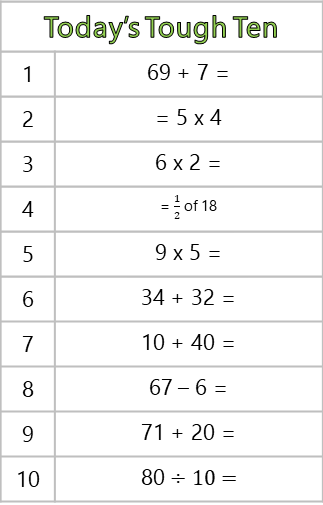 Today's Tough Ten
1 69 + 7 =
2 = 5 x 4
3 6 x 2 =
4 = 1/2 of 18
5 9 x 5 =
6 34 + 32 =
7 10 + 40 =
8 67 – 6 =
9 71 + 20 =
10 80 ÷ 10 =